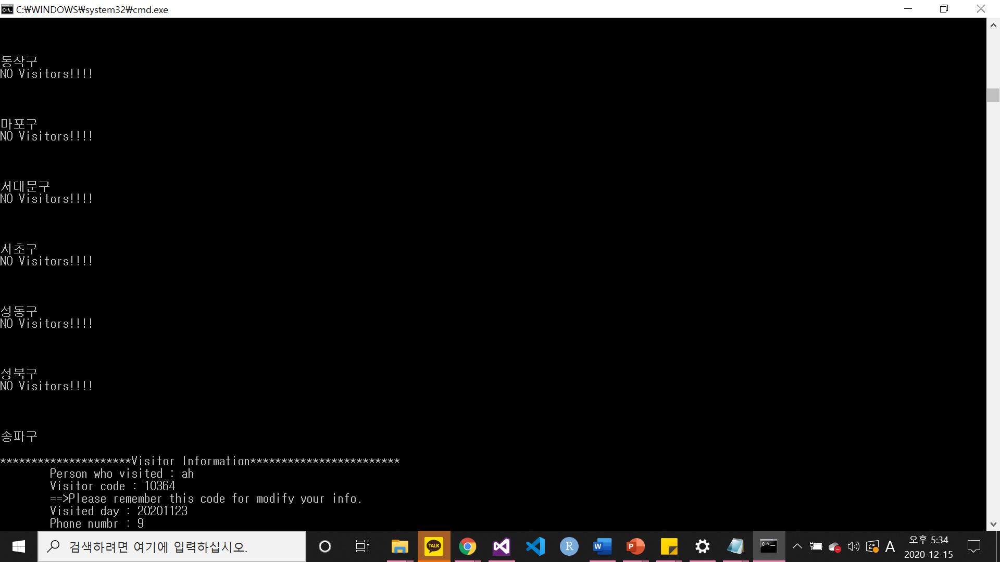 C:\WINDOWS\system32\cmd.exe
동작구
NO Visitors!!!!
마포구
NO Visitors!!!!
서대문구
NO Visitors!!!!
서초구
NO Visitors!!!!
성동구
NO Visitors!!!!
성북구
NO Visitors!!!!
송파구
*********************Visitor Information************************
Person who visited : ah
Visitor code : 10364
==>Please remember this code for modify your info.
Visited day : 20201123
Phone numbr : 9
검색하려면 여기에 입력하십시오.
TALK
R
W
P
C:\._
A
오후 5:34
2020-12-15